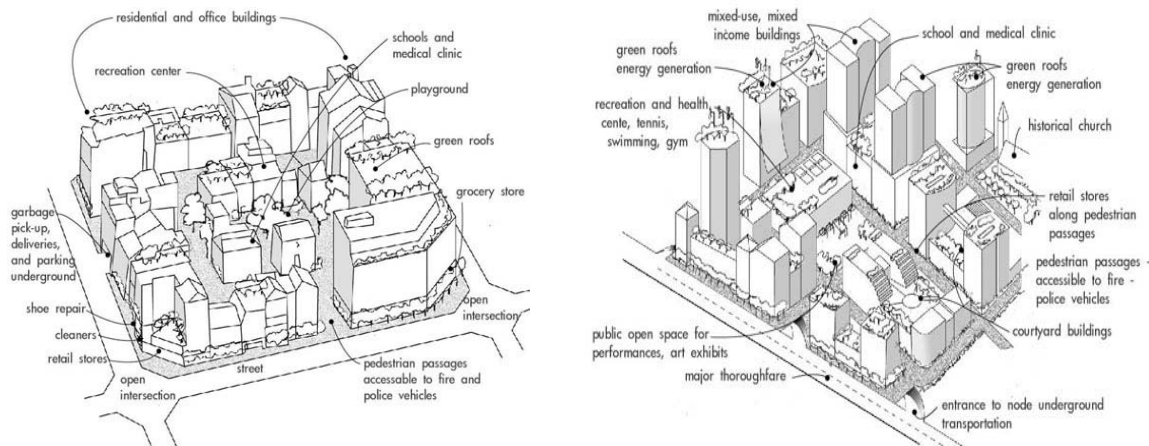 residential and office buildings
schools and
medical clinic
recreation center
playground
green roofs
grocery store
garbage
pick-up,
deliveries,
and parking
underground
shoe repair
cleaners
retail stores
open
intersection
street
open
intersection
pedestrian passages
accessable to fire and
police vehicles
mixed-use, mixed
income buildings
green roofs
energy generation
school and medical clinic
green roofs
energy generation
recreation and health
cente, tennis,
swimming, gym
historical church
retail stores
along pedestrian
passages
pedestrian passages -
accessible to fire -
police vehicles
courtyard buildings
public open space for
performances, art exhibits
major thoroughfare
entrance to node underground
transportation